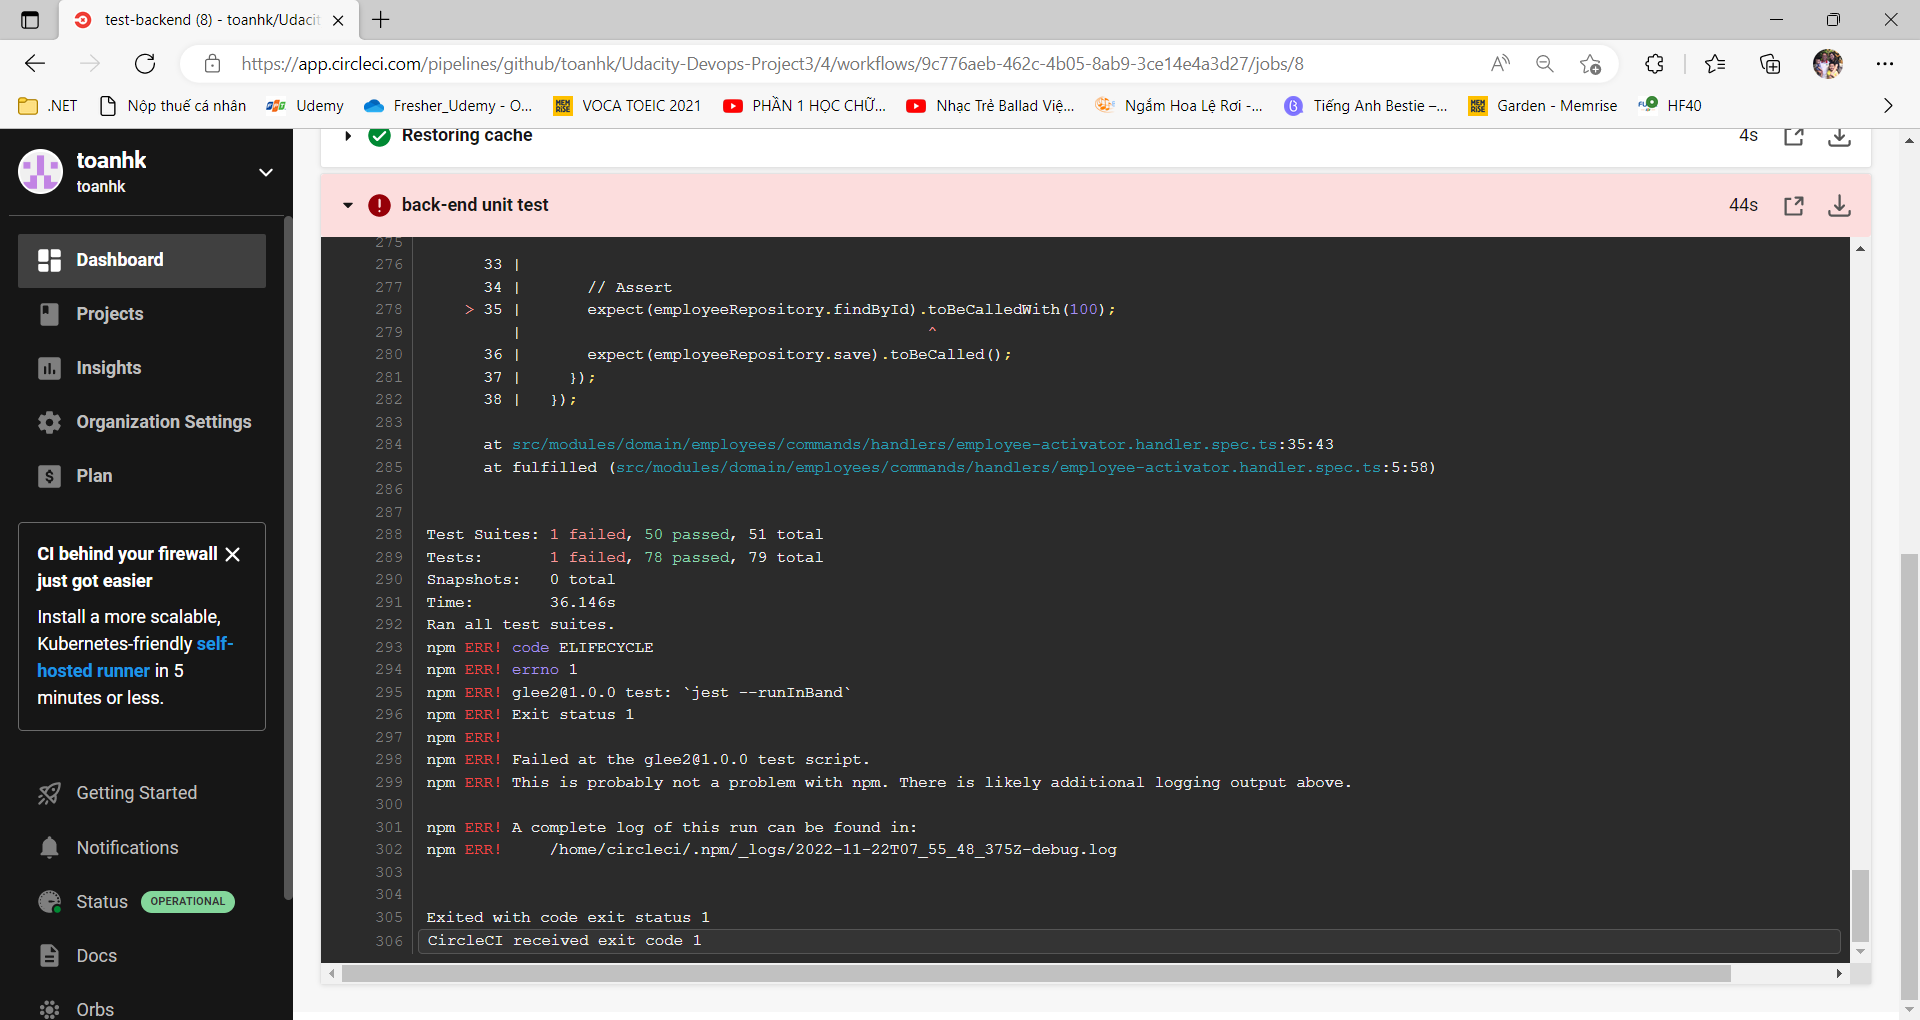 test-backend (8) - toanhk/Udacit
https://app.circleci.com/pipelines/github/toanhk/Udacity-Devops-Project3/4/workflows/9c776aeb-462c-4b05-8ab9-3ce14e4a3d27/jobs/8
.NET Nộp thuế cá nhân Udemy Fresher_Udemy - O... VOCA TOEIC 2021 PHẦN 1 HỌC CHỮ... Nhạc Trẻ Ballad Việ... Ngắm Hoa Lệ Rơi -... Tiếng Anh Bestie –... Garden - Memrise HF40
toanhk
toanhk
Dashboard
Projects
Insights
Organization Settings
Plan
CI behind your firewall
just got easier
Install a more scalable,
Kubernetes-friendly self-
hosted runner in 5
minutes or less.
Getting Started
Notifications
Status OPERATIONAL
Docs
Orbs
Restoring cache 4s
back-end unit test 44s
275
276 33 |
277 34 | // Assert
278 > 35 | expect(employeeRepository.findById).toBeCalledWith(100);
279 | ^
280 36 | expect(employeeRepository.save).toBeCalled();
281 37 | });
282 38 | });
283
284 at src/modules/domain/employees/commands/handlers/employee-activator.handler.spec.ts:35:43
285 at fulfilled (src/modules/domain/employees/commands/handlers/employee-activator.handler.spec.ts:5:58)
286
287
288 Test Suites: 1 failed, 50 passed, 51 total
289 Tests: 1 failed, 78 passed, 79 total
290 Snapshots: 0 total
291 Time: 36.146s
292 Ran all test suites.
293 npm ERR! code ELIFECYCLE
294 npm ERR! errno 1
295 npm ERR! glee2@1.0.0 test: `jest --runInBand`
296 npm ERR! Exit status 1
297 npm ERR!
298 npm ERR! Failed at the glee2@1.0.0 test script.
299 npm ERR! This is probably not a problem with npm. There is likely additional logging output above.
300
301 npm ERR! A complete log of this run can be found in:
302 npm ERR! /home/circleci/.npm/_logs/2022-11-22T07_55_48_375Z-debug.log
303
304
305 Exited with code exit status 1
306 CircleCI received exit code 1